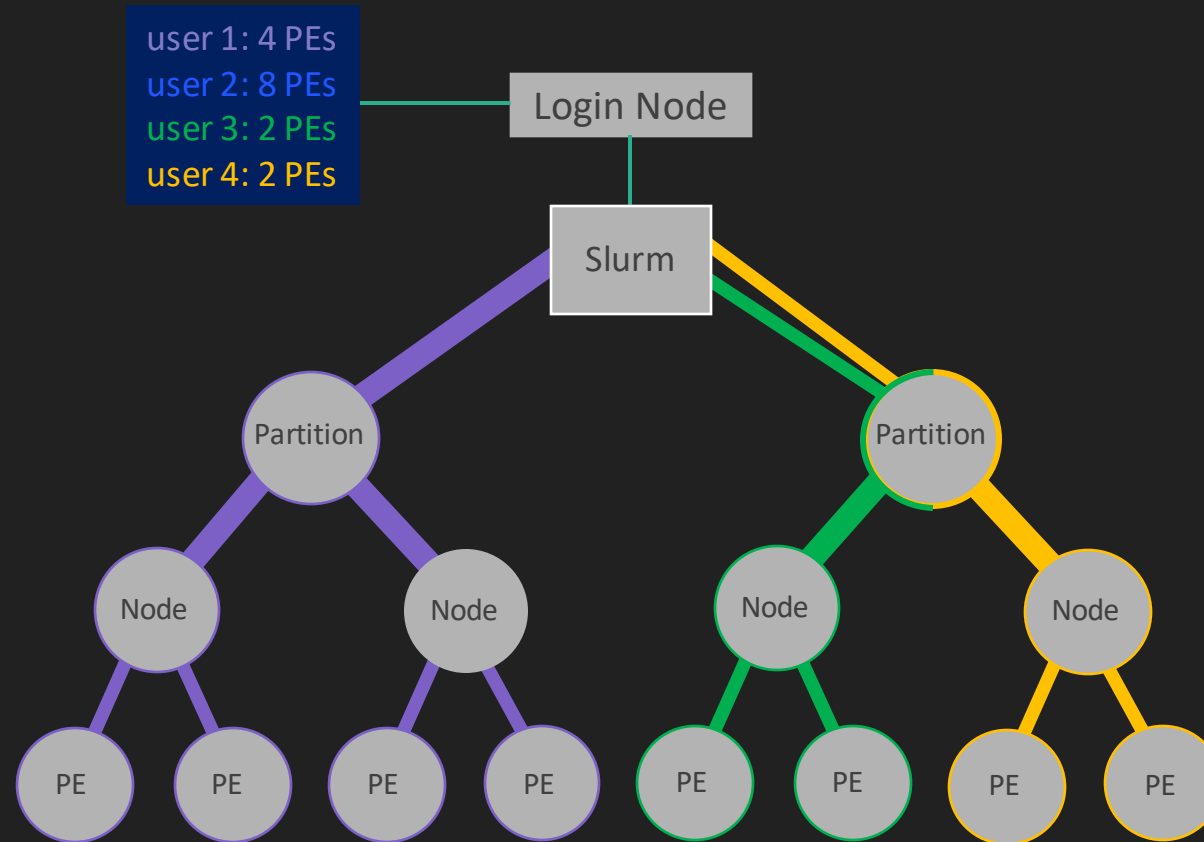 user 1: 4 PEs
user 2: 8 PEs
user 3: 2 PEs
user 4: 2 PEs
Login Node
Slurm
Partition
Partition
Node
Node
Node
Node
PE
PE
PE
PE
PE
PE
PE
PE